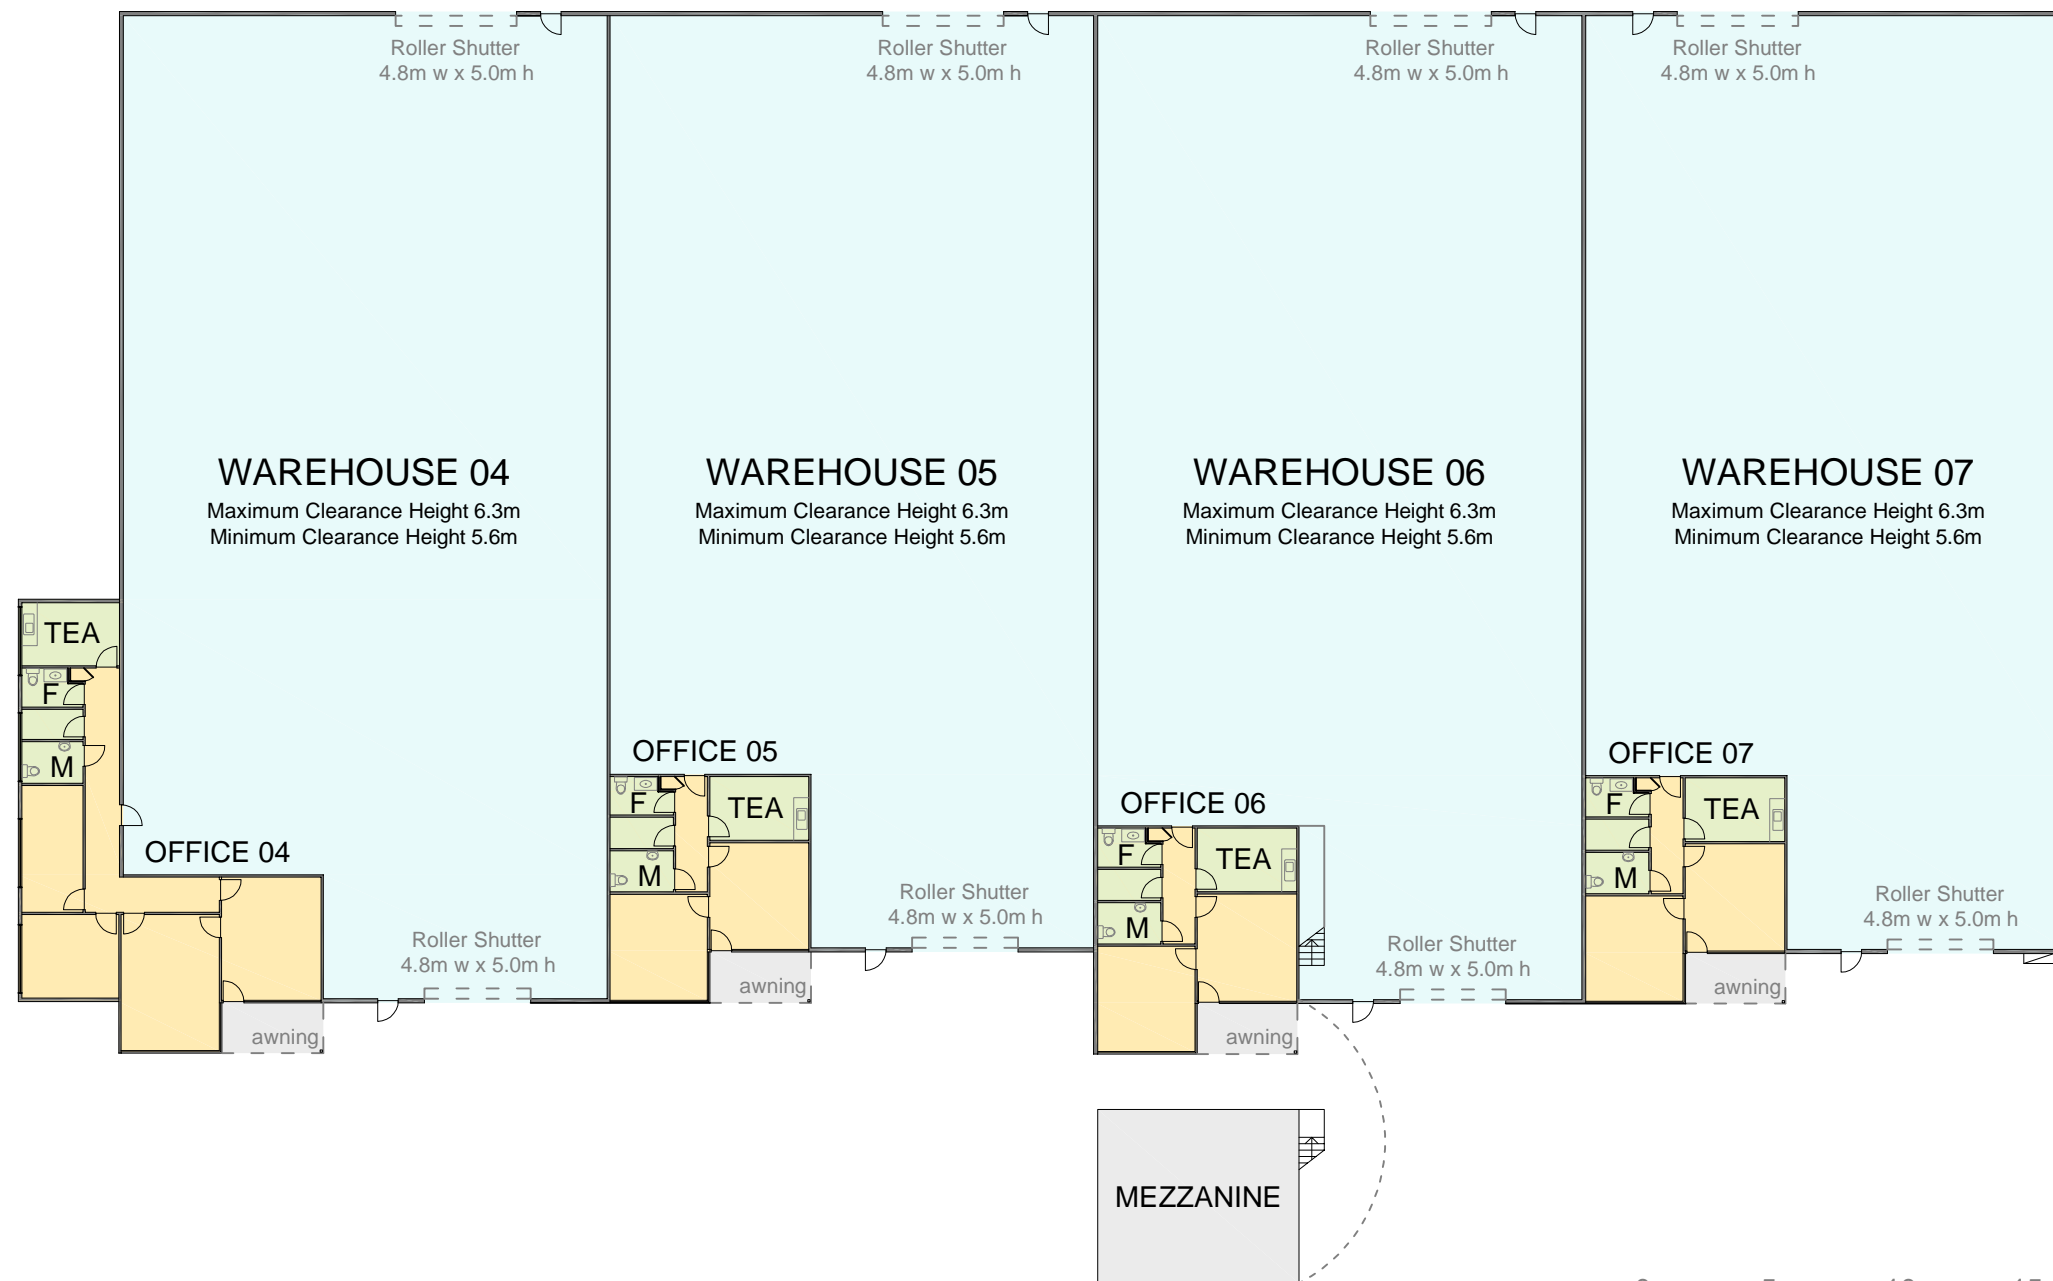 Roller Shutter
4.8m w x 5.0m h
Roller Shutter
4.8m w x 5.0m h
Roller Shutter
4.8m w x 5.0m h
Roller Shutter
4.8m w x 5.0m h
WAREHOUSE 04
Maximum Clearance Height 6.3m
Minimum Clearance Height 5.6m
WAREHOUSE 05
Maximum Clearance Height 6.3m
Minimum Clearance Height 5.6m
WAREHOUSE 06
Maximum Clearance Height 6.3m
Minimum Clearance Height 5.6m
WAREHOUSE 07
Maximum Clearance Height 6.3m
Minimum Clearance Height 5.6m
TEA
F
M
OFFICE 04
Roller Shutter
4.8m w x 5.0m h
awning
OFFICE 05
F
TEA
M
Roller Shutter
4.8m w x 5.0m h
awning
OFFICE 06
F
TEA
M
Roller Shutter
4.8m w x 5.0m h
awning
OFFICE 07
F
TEA
M
Roller Shutter
4.8m w x 5.0m h
awning
MEZZANINE